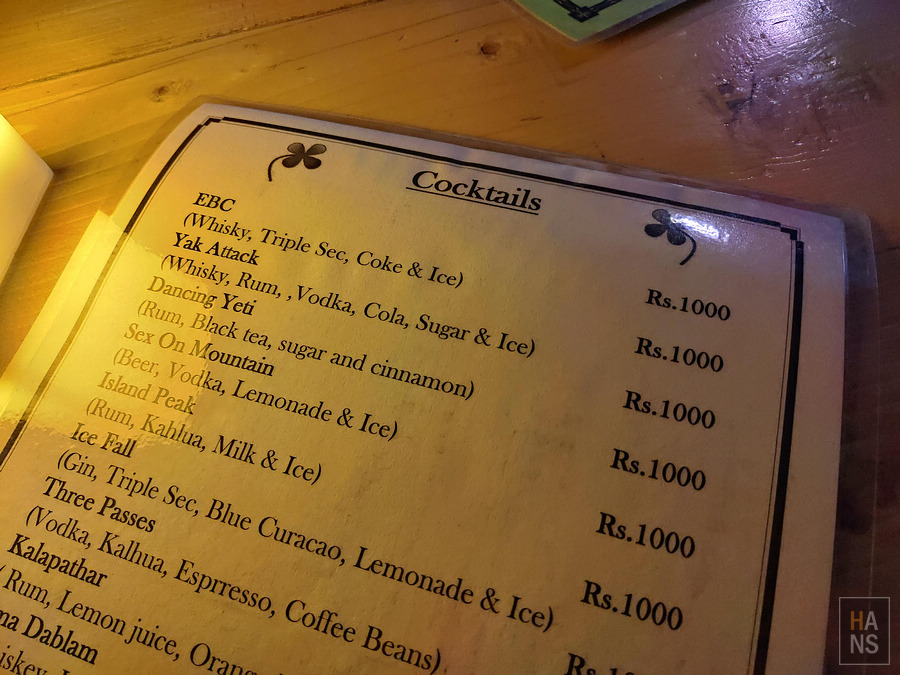 Cocktails
EBC
(Whisky, Triple Sec, Coke & Ice) Rs.1000
Yak Attack
(Whisky, Rum, ,Vodka, Cola, Sugar & Ice) Rs.1000
Dancing Yeti
(Rum, Black tea, sugar and cinnamon) Rs.1000
Sex On Mountain
(Beer, Vodka, Lemonade & Ice) Rs.1000
Island Peak
(Rum, Kahlua, Milk & Ice) Rs.1000
Ice Fall
(Gin, Triple Sec, Blue Curacao, Lemonade & Ice) Rs.1000
Three Passes
(Vodka, Kalhua, Esprresso, Coffee Beans)
Kalapathar
( Rum, Lemon juice,
Dablam
HANS